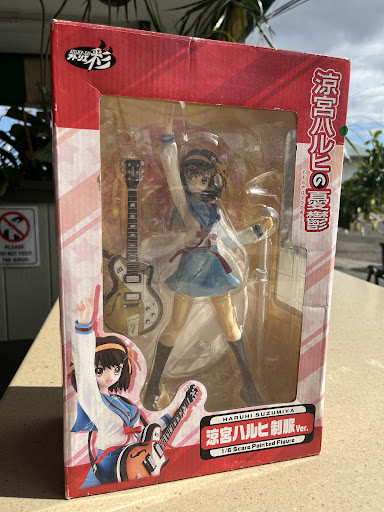 涼宮ハルヒの憂鬱
PLEASE
DO NOT FEED
THE BIRDS
HARUHI SUZUMIYA
涼宮ハルヒ制服Ver.
1/6 Scare Painted Figure